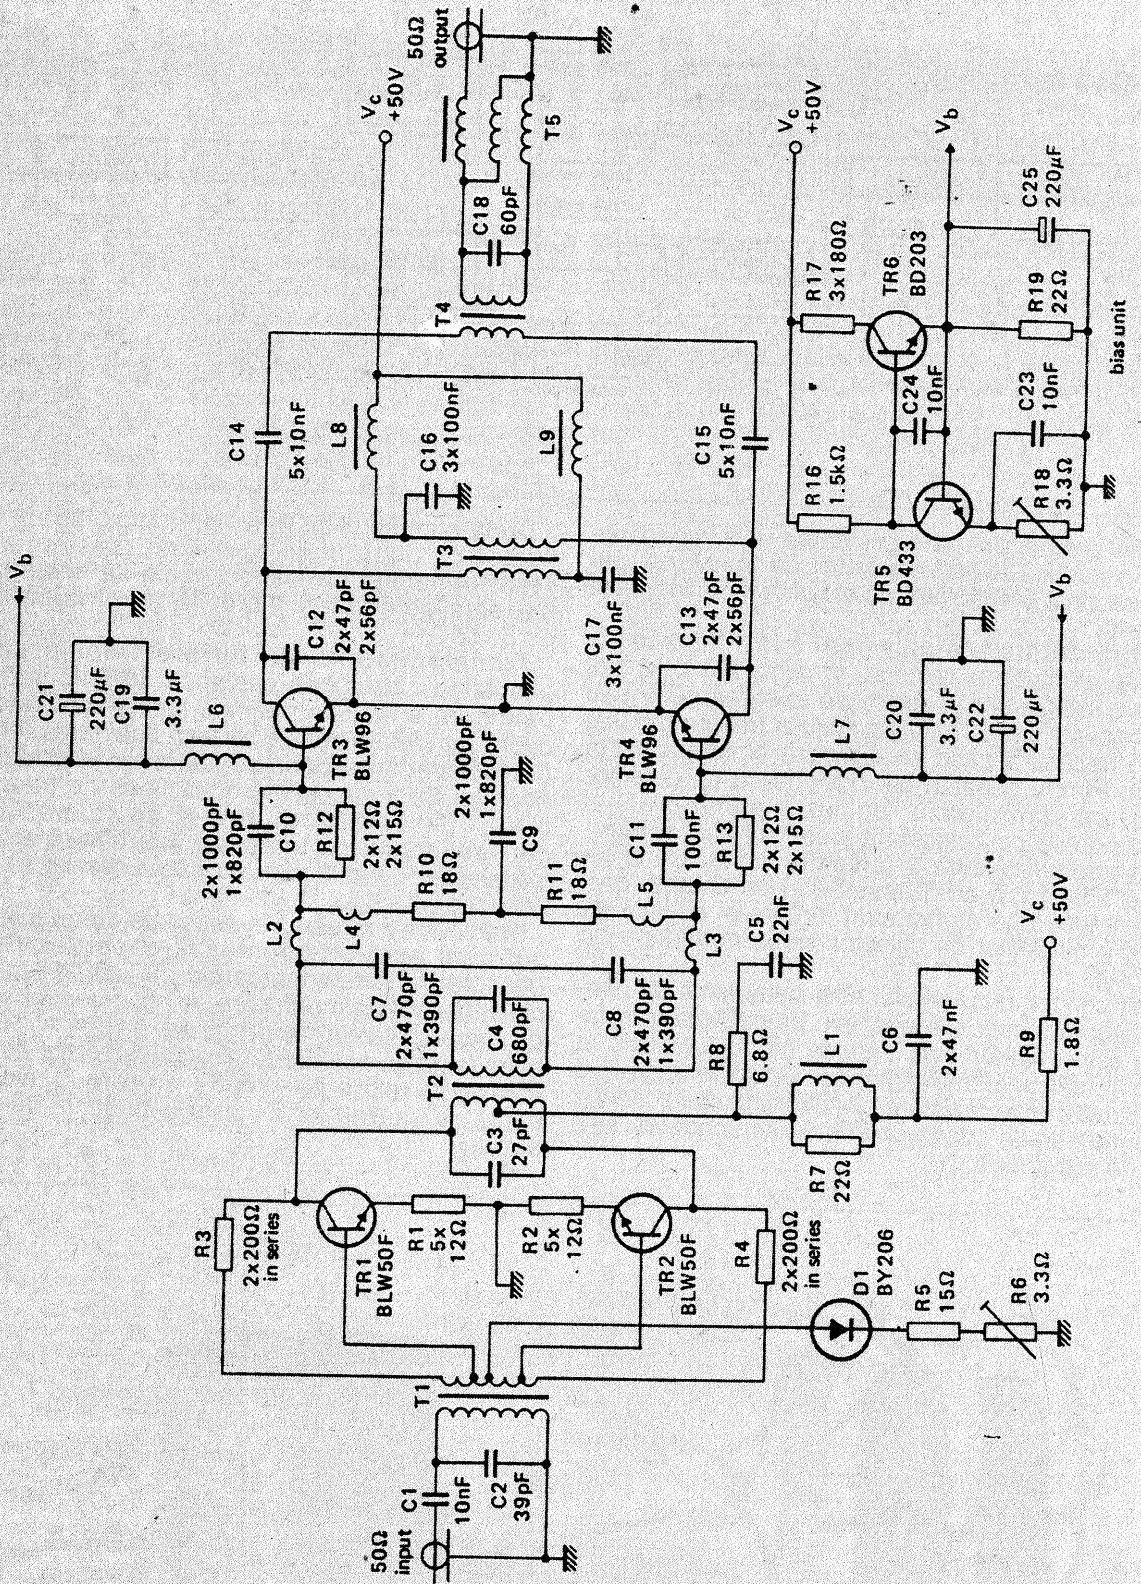 50Ω
input
C1
10nF
C2
39pF
T1
R3
2x200Ω
in series
TR1
BLW50F
R1
5x
12Ω
R2
5x
12Ω
TR2
BLW50F
R4
2x200Ω
in series
D1
BY206
R5
15Ω
R6
3.3Ω
C3
27pF
T2
C4
680pF
C7
2x470pF
1x390pF
C8
2x470pF
1x390pF
R8
6.8Ω
C5
22nF
R7
22Ω
L1
C6
2x47nF
R9
1.8Ω
Vc
+50V
L2
L4
R10
18Ω
R11
18Ω
L5
L3
C9
2x1000pF
1x820pF
2x1000pF
1x820pF
C10
R12
2x12Ω
2x15Ω
C11
100nF
R13
2x12Ω
2x15Ω
Vb
C21
220μF
C19
3.3μF
L6
TR3
BLW96
C12
2x47pF
2x56pF
TR4
BLW96
C13
2x47pF
2x56pF
L7
C20
3.3μF
C22
220μF
Vb
T3
C17
3x100nF
C16
3x100nF
L8
L9
C14
5x10nF
C15
5x10nF
T4
C18
60pF
T5
Vc
+50V
50Ω
output
TR5
BD433
R16
1.5kΩ
R17
3x180Ω
TR6
BD203
C24
10nF
C23
10nF
R18
3.3Ω
R19
22Ω
C25
220μF
Vc
+50V
Vb
bias unit